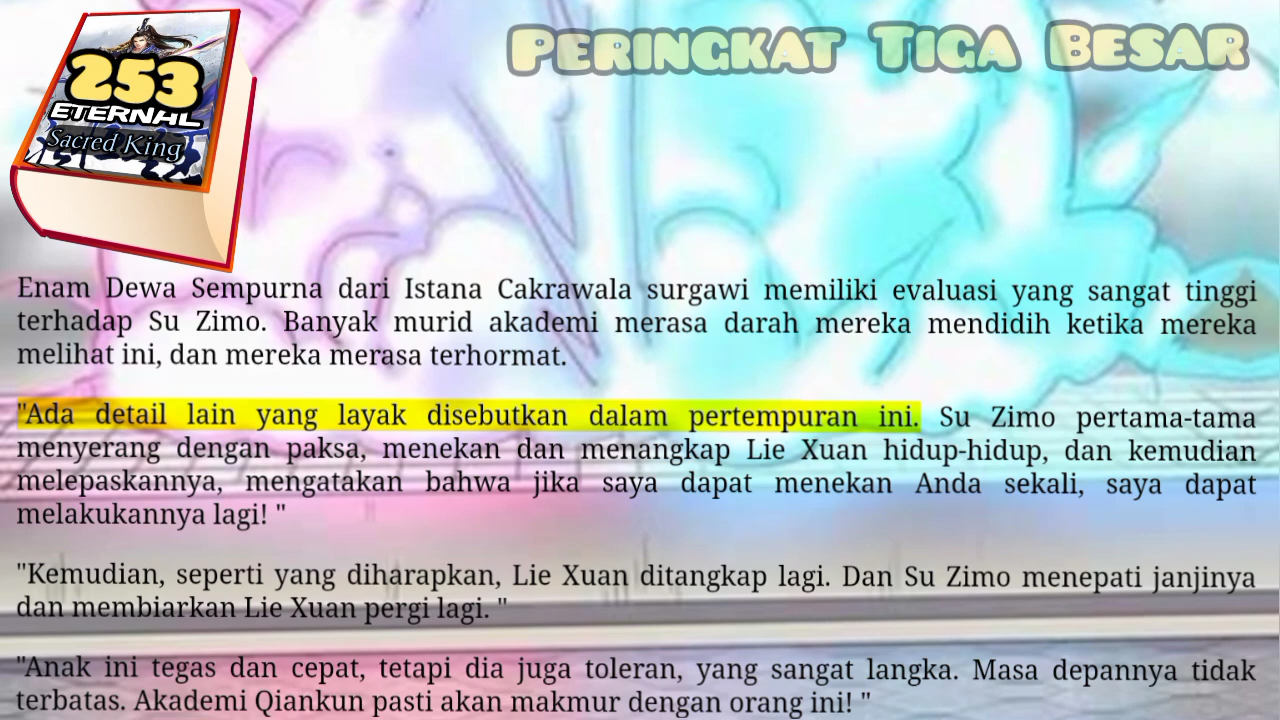 PERINGKAT TIGA BESAR
253
ETERNAL
Sacred King
Enam Dewa Sempurna dari Istana Cakrawala surgawi memiliki evaluasi yang sangat tinggi
terhadap Su Zimo. Banyak murid akademi merasa darah mereka mendidih ketika mereka
melihat ini, dan mereka merasa terhormat.
"Ada detail lain yang layak disebutkan dalam pertempuran ini. Su Zimo pertama-tama
menyerang dengan paksa, menekan dan menangkap Lie Xuan hidup-hidup, dan kemudian
melepaskannya, mengatakan bahwa jika saya dapat menekan Anda sekali, saya dapat
melakukannya lagi! "
"Kemudian, seperti yang diharapkan, Lie Xuan ditangkap lagi. Dan Su Zimo menepati janjinya
dan membiarkan Lie Xuan pergi lagi. "
"Anak ini tegas dan cepat, tetapi dia juga toleran, yang sangat langka. Masa depannya tidak
terbatas. Akademi Qiankun pasti akan makmur dengan orang ini! "